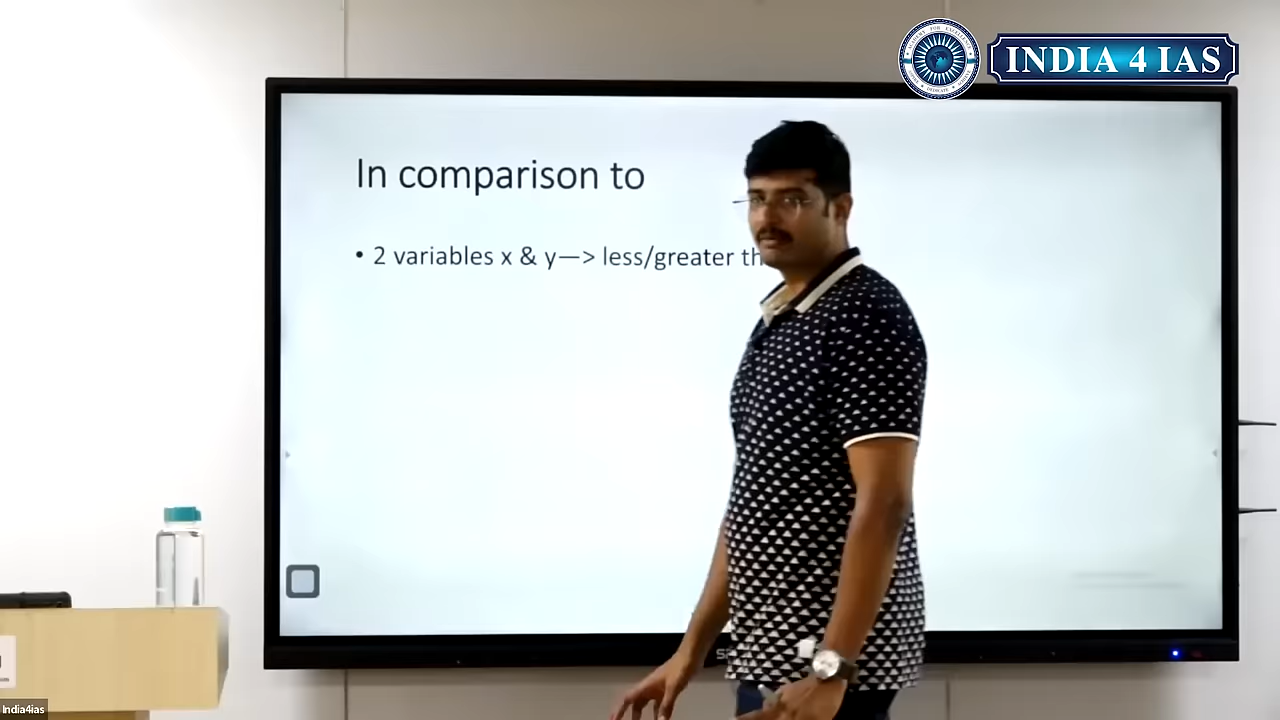 INDIA 4 IAS
In comparison to
• 2 variables x & y—> less/greater th
India4ias